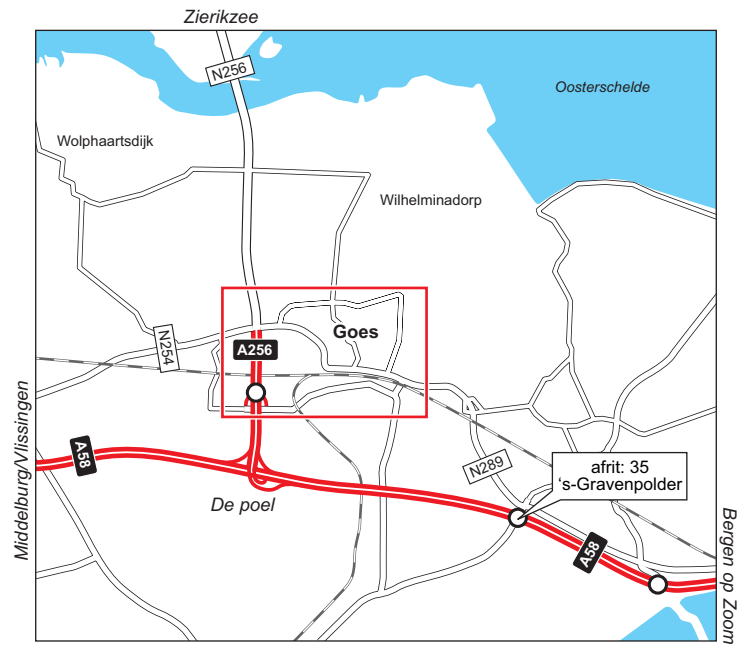 Zierikzee
N256
Oosterschelde
Wolphaartsdijk
Wilhelminadorp
Goes
N254
A256
Middelburg/Vlissingen
A58
N289
afrit: 35
's-Gravenpolder
De poel
A58
Bergen op Zoom